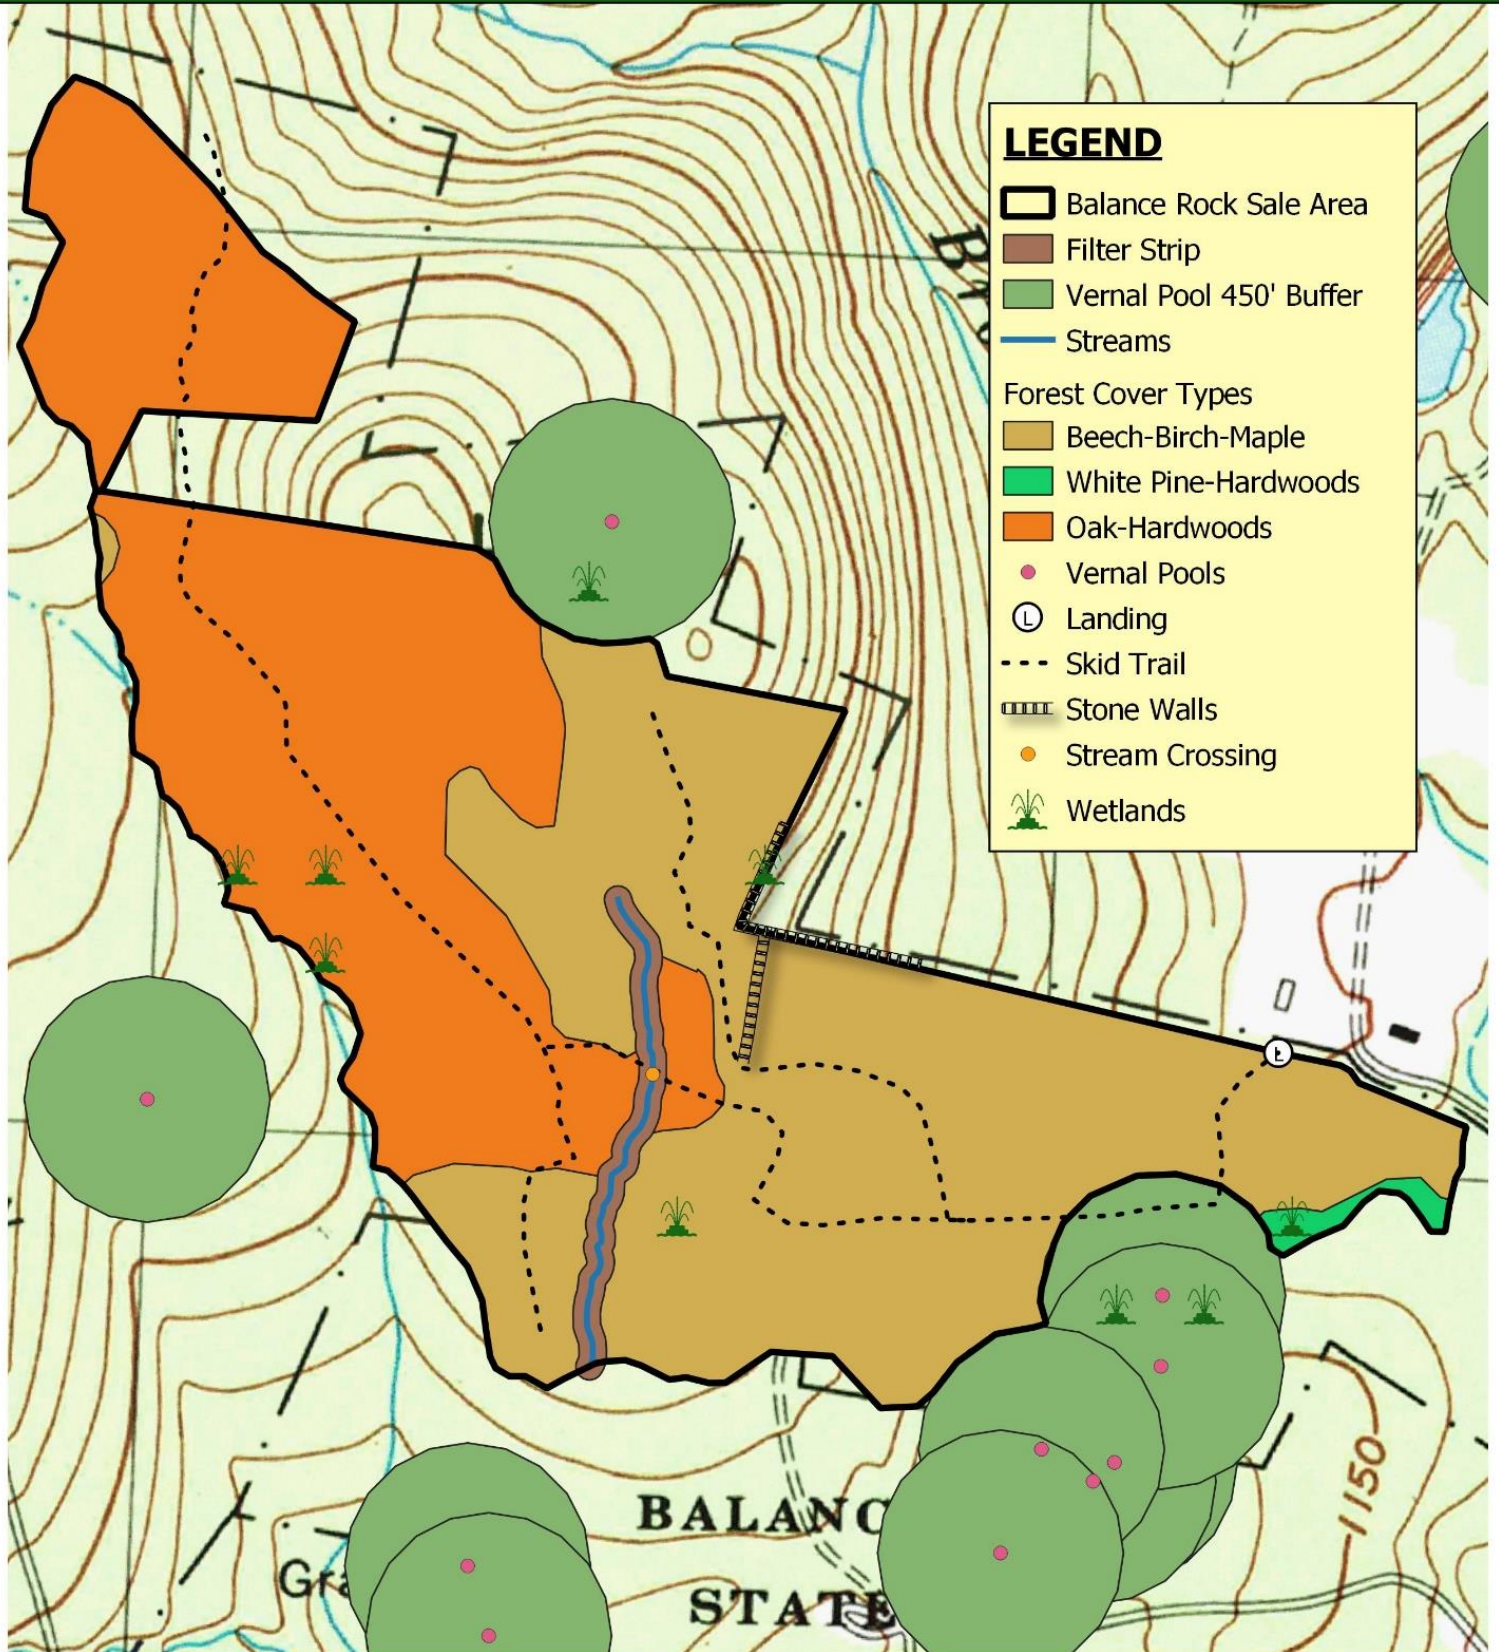 LEGEND
Balance Rock Sale Area
Filter Strip
Vernal Pool 450' Buffer
Streams
Forest Cover Types
Beech-Birch-Maple
White Pine-Hardwoods
Oak-Hardwoods
Vernal Pools
L Landing
Skid Trail
Stone Walls
Stream Crossing
Wetlands
L
1150
BALANC
STATE